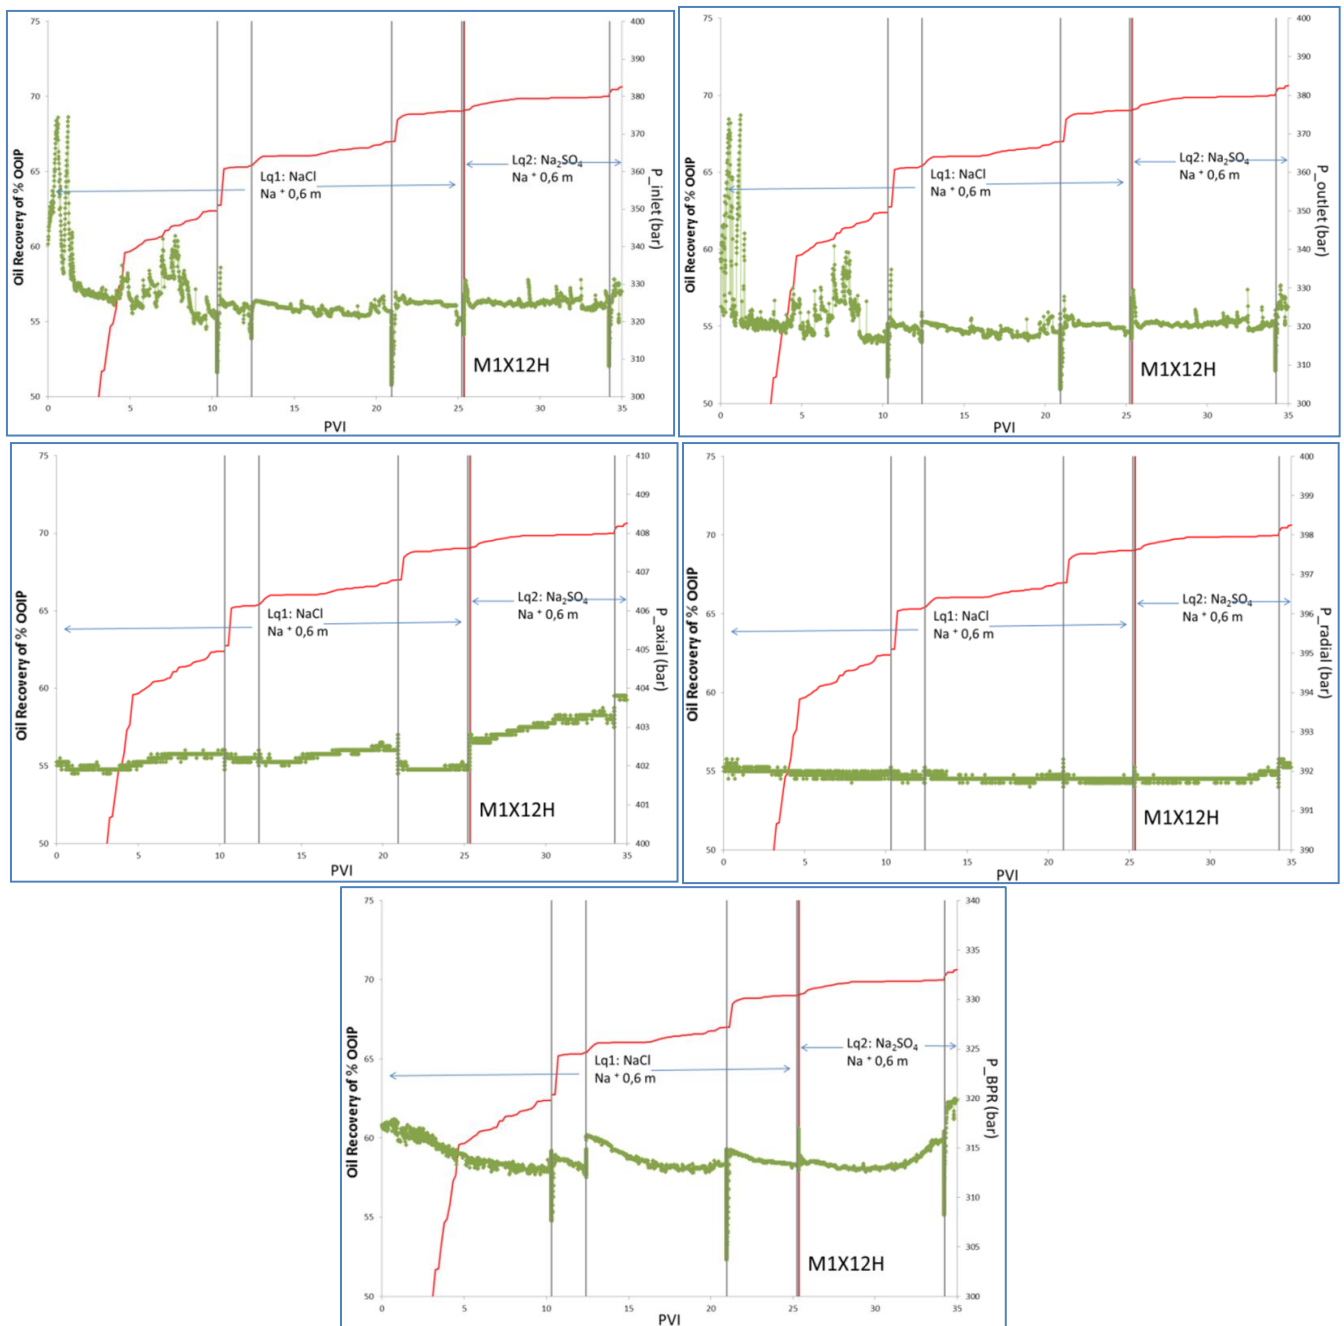 75
70
65
60
55
50
Oil Recovery of % OOIP
Lq1: NaCl
Na + 0,6 m
Lq2: Na2SO4
Na + 0,6 m
M1X12H
400
390
380
370
360
350
340
330
320
310
300
P_inlet (bar)
0 5 10 15 20 25 30 35
PVI
75
70
65
60
55
50
Oil Recovery of % OOIP
Lq1: NaCl
Na + 0,6 m
Lq2: Na2SO4
Na + 0,6 m
M1X12H
400
390
380
370
360
350
340
330
320
310
300
P_outlet (bar)
0 5 10 15 20 25 30 35
PVI
75
70
65
60
55
50
Oil Recovery of % OOIP
Lq1: NaCl
Na + 0,6 m
Lq2: Na2SO4
Na + 0,6 m
M1X12H
410
409
408
407
406
405
404
403
402
401
400
P_axial (bar)
0 5 10 15 20 25 30 35
PVI
75
70
65
60
55
50
Oil Recovery of % OOIP
Lq1: NaCl
Na + 0,6 m
Lq2: Na2SO4
Na + 0,6 m
M1X12H
400
399
398
397
396
395
394
393
392
391
390
P_radial (bar)
0 5 10 15 20 25 30 35
PVI
75
70
65
60
55
50
Oil Recovery of % OOIP
Lq1: NaCl
Na + 0,6 m
Lq2: Na2SO4
Na + 0,6 m
M1X12H
340
335
330
325
320
315
310
305
300
P_BPR (bar)
0 5 10 15 20 25 30 35
PVI